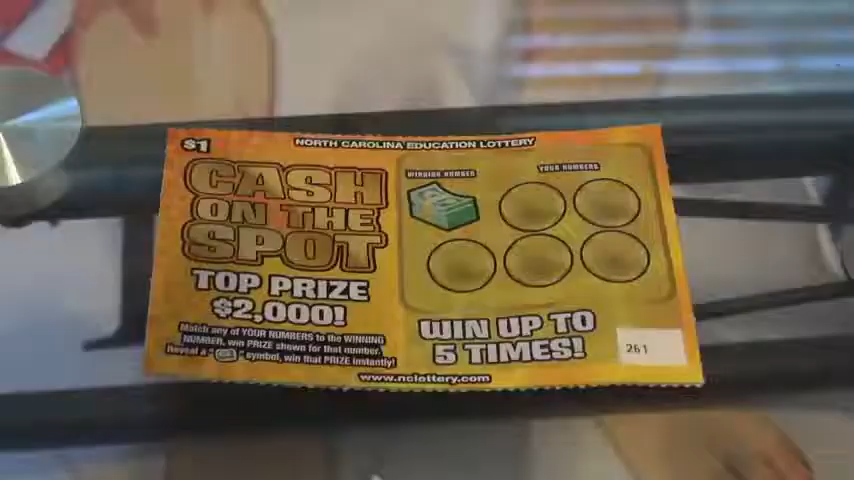 $1
NORTH CAROLINA EDUCATION LOTTERY
CASH
ON THE
SPOT
TOP PRIZE
$2,000!
Match any of YOUR NUMBERS to the WINNING
NUMBER, win PRIZE shown for that number.
Reveal a " " symbol, win that PRIZE instantly!
WINNING NUMBER
YOUR NUMBERS
WIN UP TO
5 TIMES!
261
www.nclottery.com